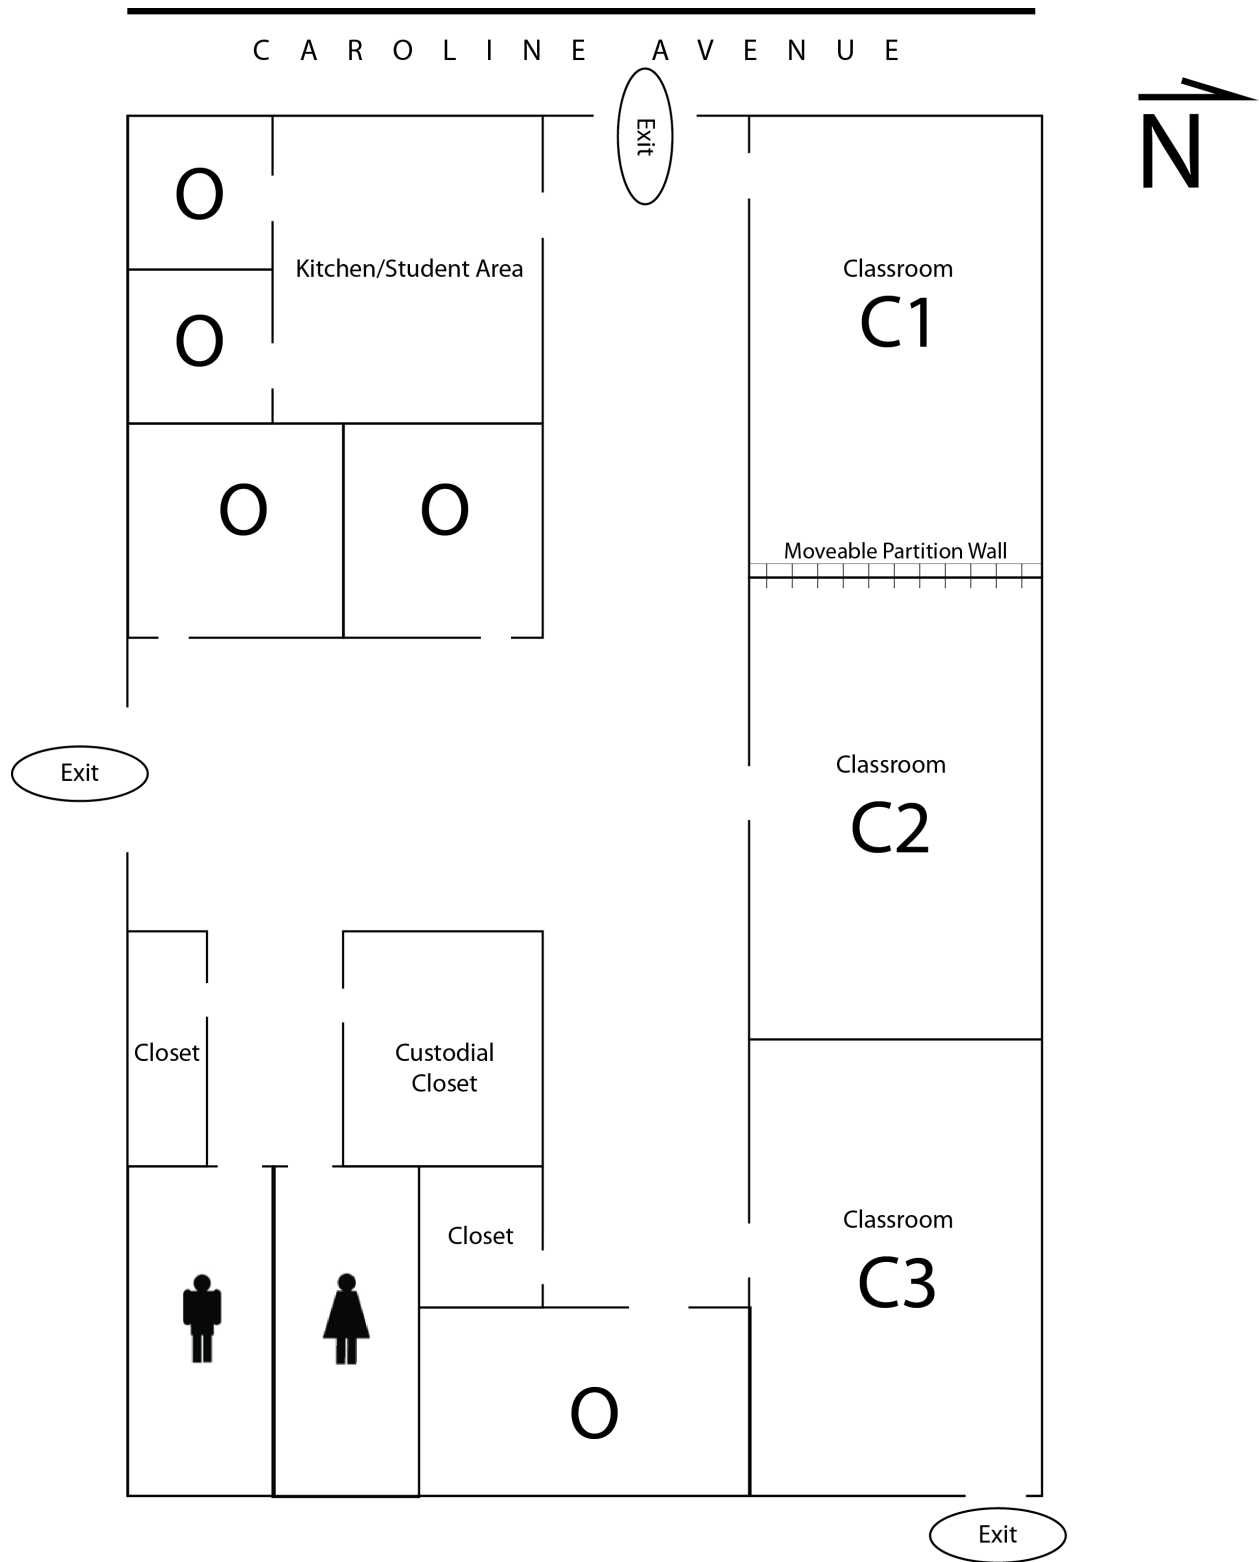 CAROLINE AVENUE
Exit
N
O
Kitchen/Student Area
Classroom
C1
O
O
O
Moveable Partition Wall
Exit
Classroom
C2
Closet
Custodial
Closet
Closet
Classroom
C3
O
Exit